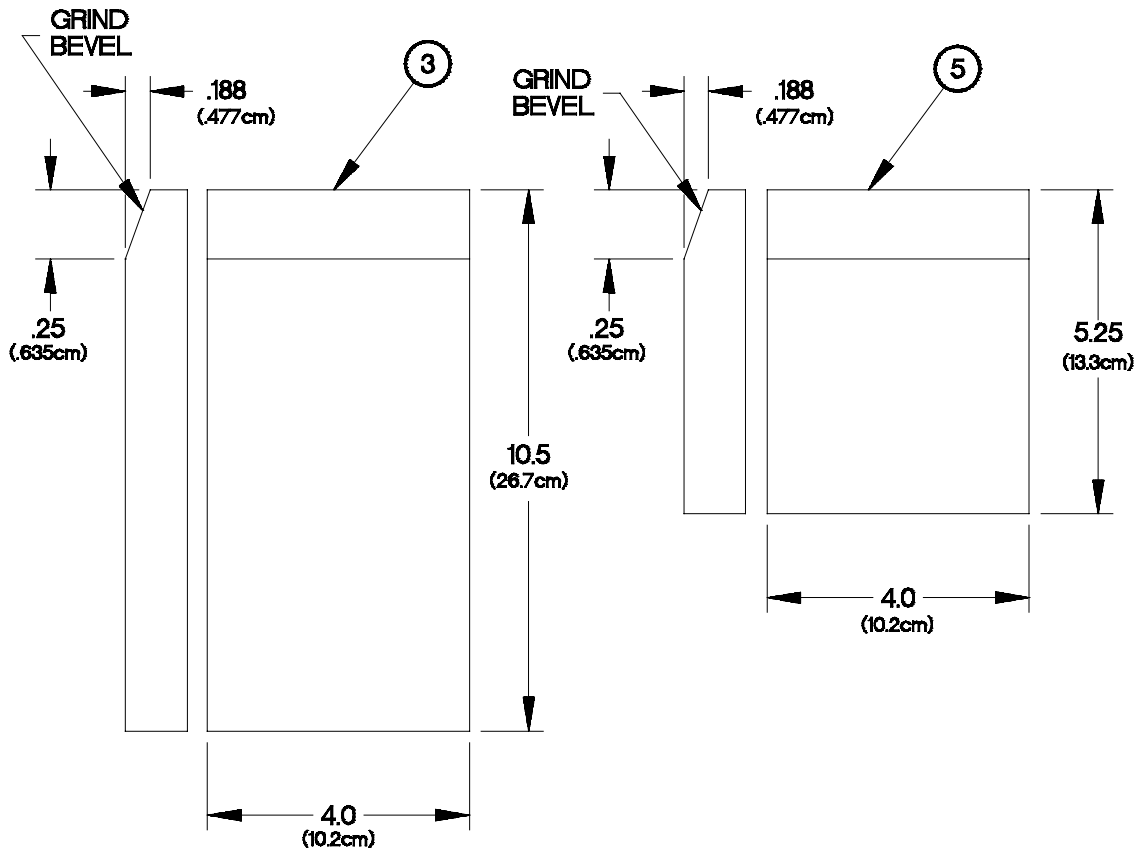 GRIND
BEVEL
3
.188
(.477cm)
.25
(.635cm)
10.5
(26.7cm)
4.0
(10.2cm)
GRIND
BEVEL
5
.188
(.477cm)
.25
(.635cm)
5.25
(13.3cm)
4.0
(10.2cm)